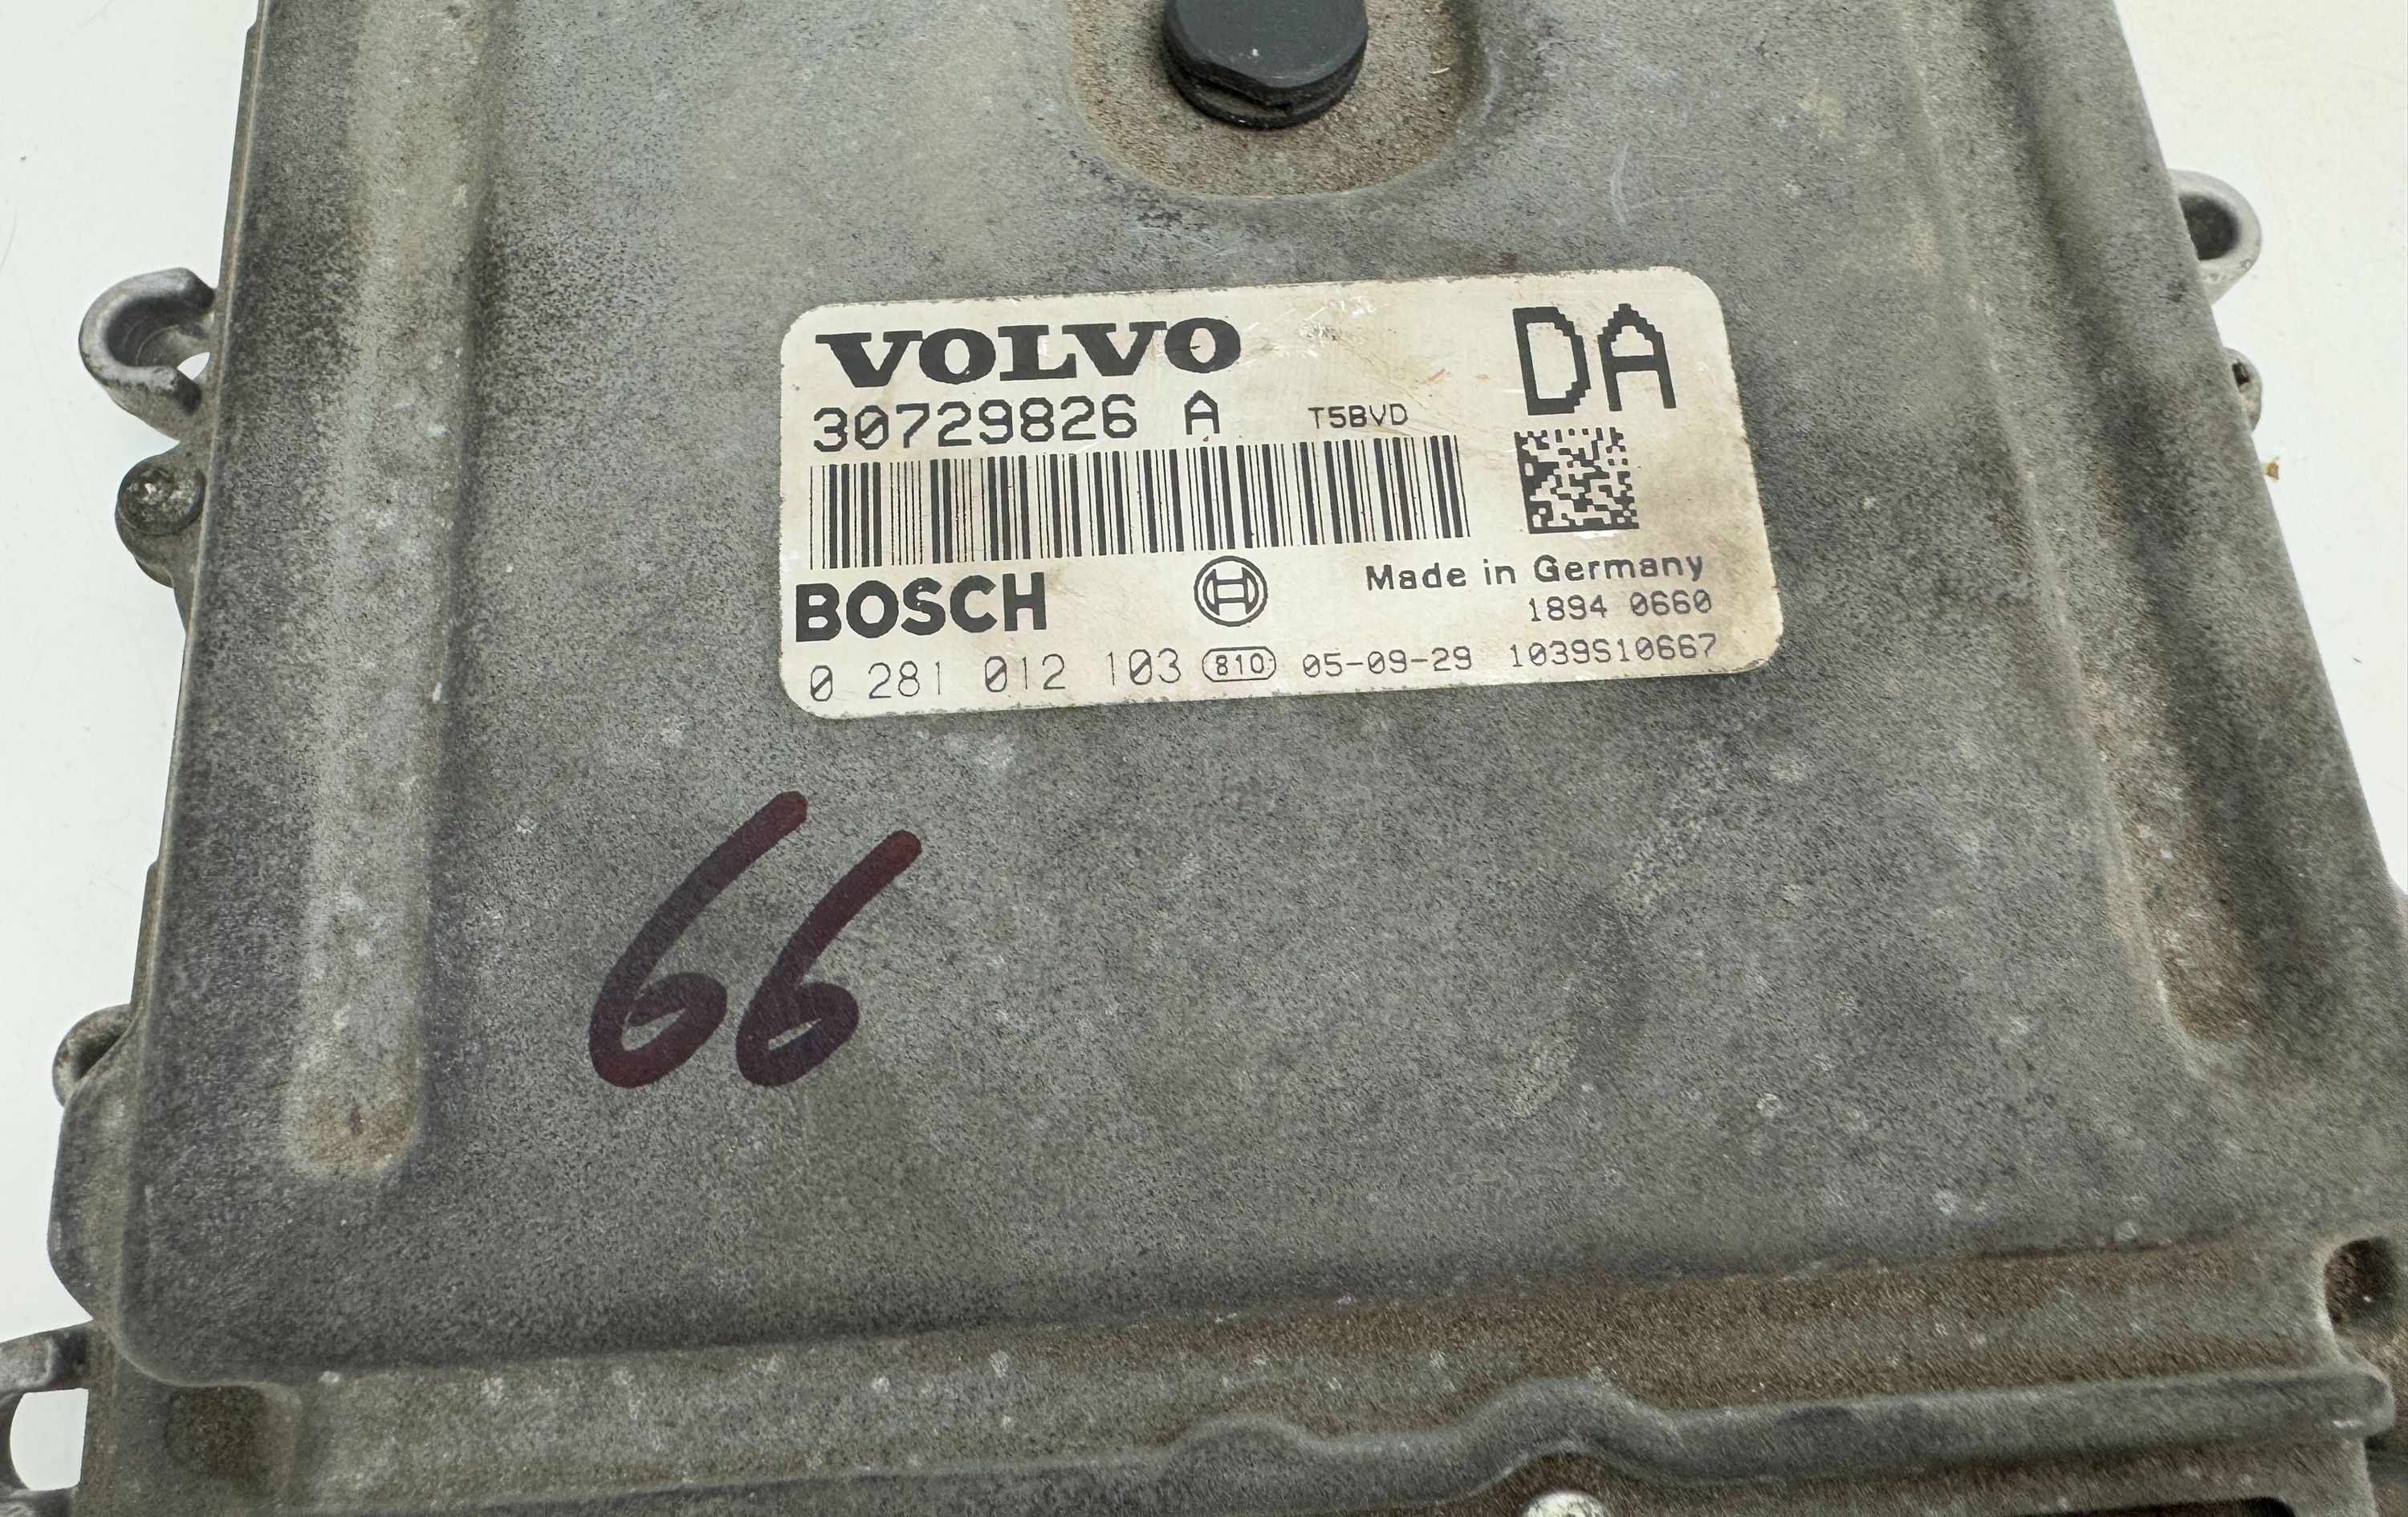 VOLVO
DA
30729826 A T5BVD
BOSCH
Made in Germany
1894 0660
0 281 012 103 810 05-09-29 1039S10667
66